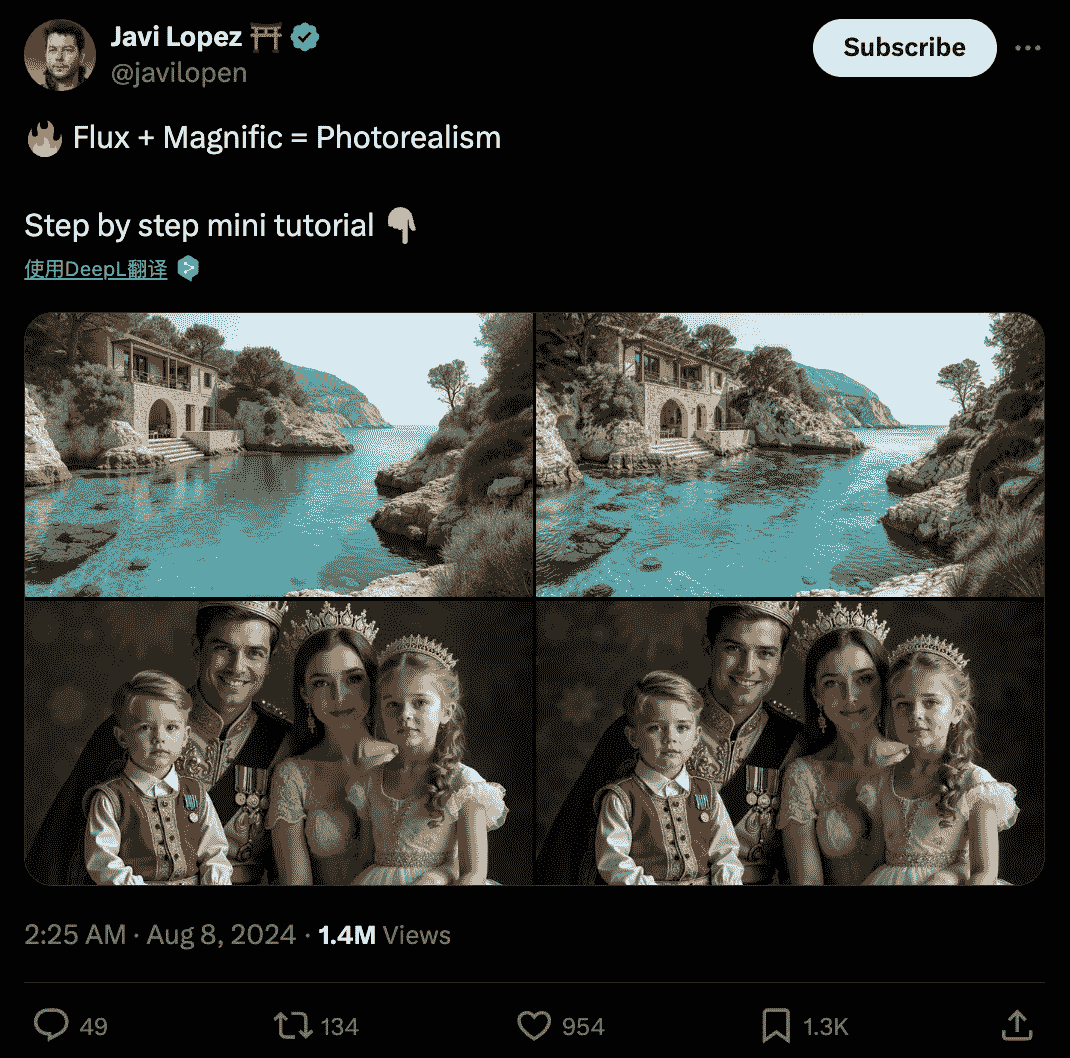 Javi Lopez ⛩️
@javilopen
Subscribe
🔥 Flux + Magnific = Photorealism
Step by step mini tutorial 👇
使用DeepL翻译
2:25 AM · Aug 8, 2024 · 1.4M Views
49
134
954
1.3K